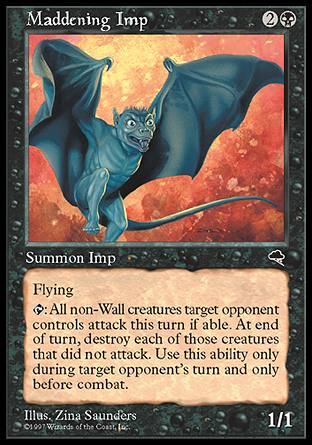 Maddening Imp 2
Summon Imp
Flying
: All non-Wall creatures target opponent
controls attack this turn if able. At end
of turn, destroy each of those creatures
that did not attack. Use this ability only
during target opponent's turn and only
before combat.
Illus. Zina Saunders
©1997 Wizards of the Coast, Inc.
1/1